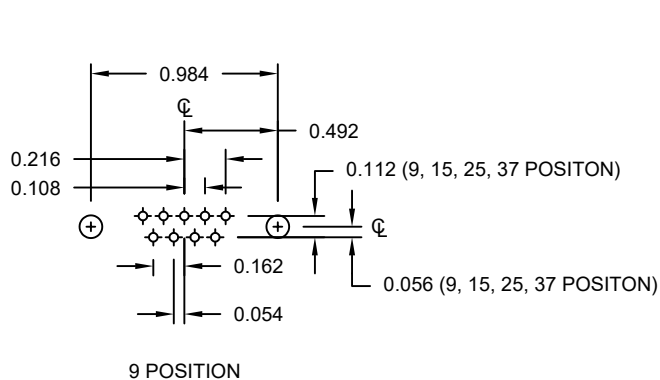 0.984
℄
0.492
0.216
0.112 (9, 15, 25, 37 POSITON)
0.108
℄
0.162
0.056 (9, 15, 25, 37 POSITON)
0.054
9 POSITION